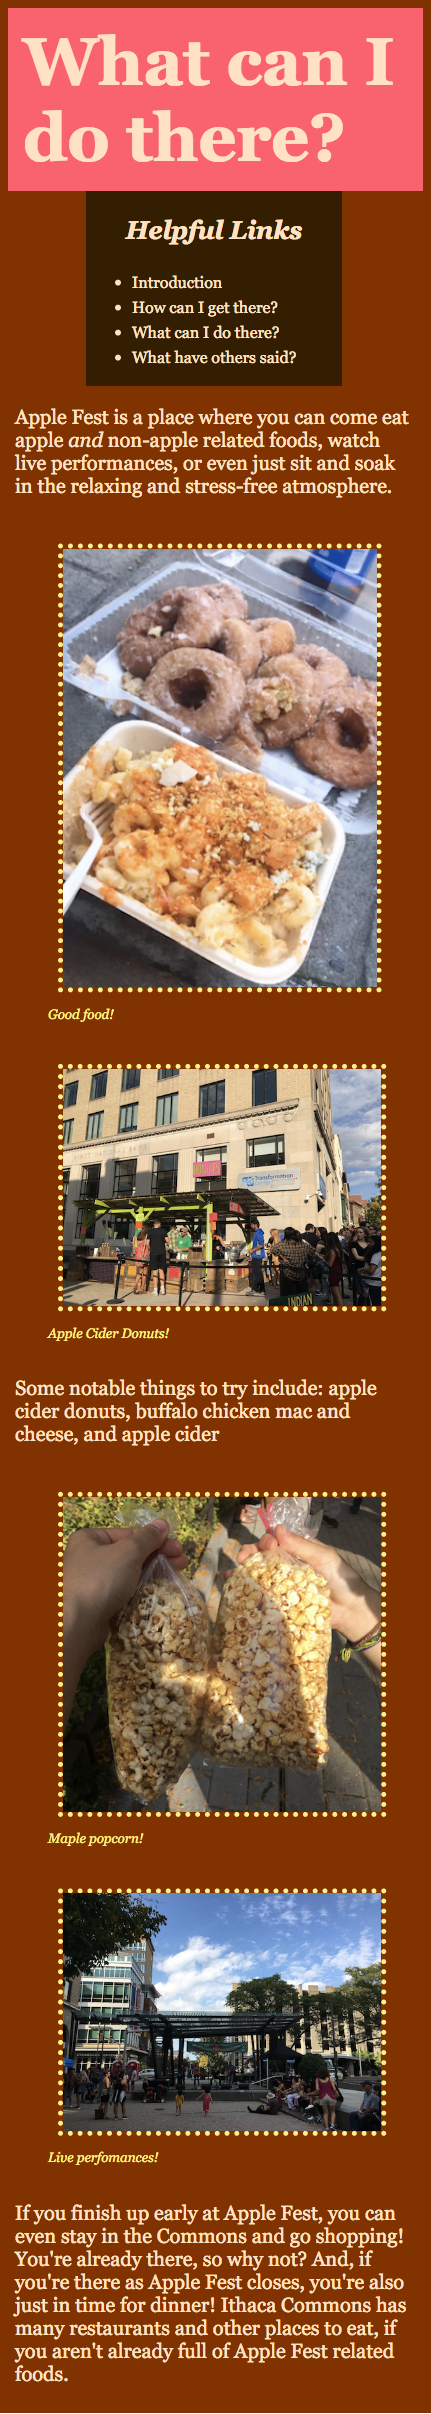 What can I
do there?
Helpful Links
Introduction
How can I get there?
What can I do there?
What have others said?
Apple Fest is a place where you can come eat
apple and non-apple related foods, watch
live performances, or even just sit and soak
in the relaxing and stress-free atmosphere.
Good food!
Transformation
INDIAN
Apple Cider Donuts!
Some notable things to try include: apple
cider donuts, buffalo chicken mac and
cheese, and apple cider
Maple popcorn!
Live perfomances!
If you finish up early at Apple Fest, you can
even stay in the Commons and go shopping!
You're already there, so why not? And, if
you're there as Apple Fest closes, you're also
just in time for dinner! Ithaca Commons has
many restaurants and other places to eat, if
you aren't already full of Apple Fest related
foods.